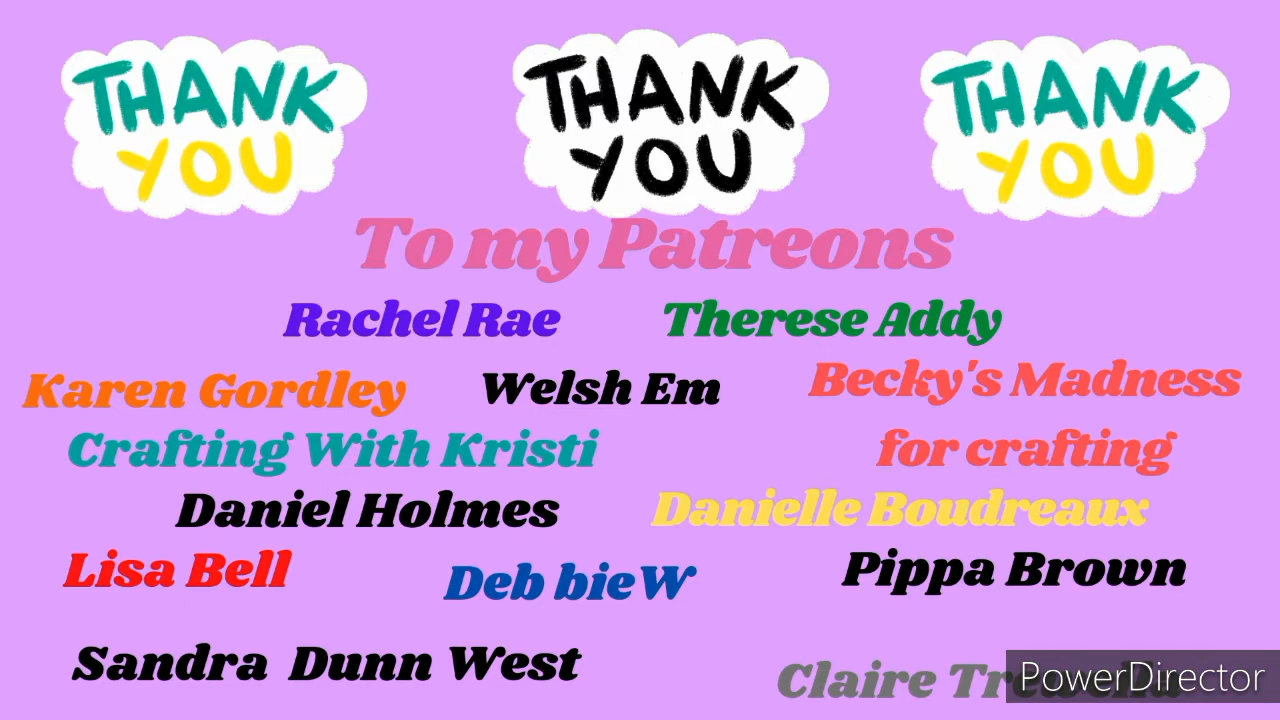 THANK YOU
THANK YOU
THANK YOU
To my Patreons
Rachel Rae
Therese Addy
Karen Gordley
Welsh Em
Becky's Madness
for crafting
Crafting With Kristi
Daniel Holmes
Danielle Boudreaux
Lisa Bell
Deb bieW
Pippa Brown
Sandra Dunn West
Claire
PowerDirector